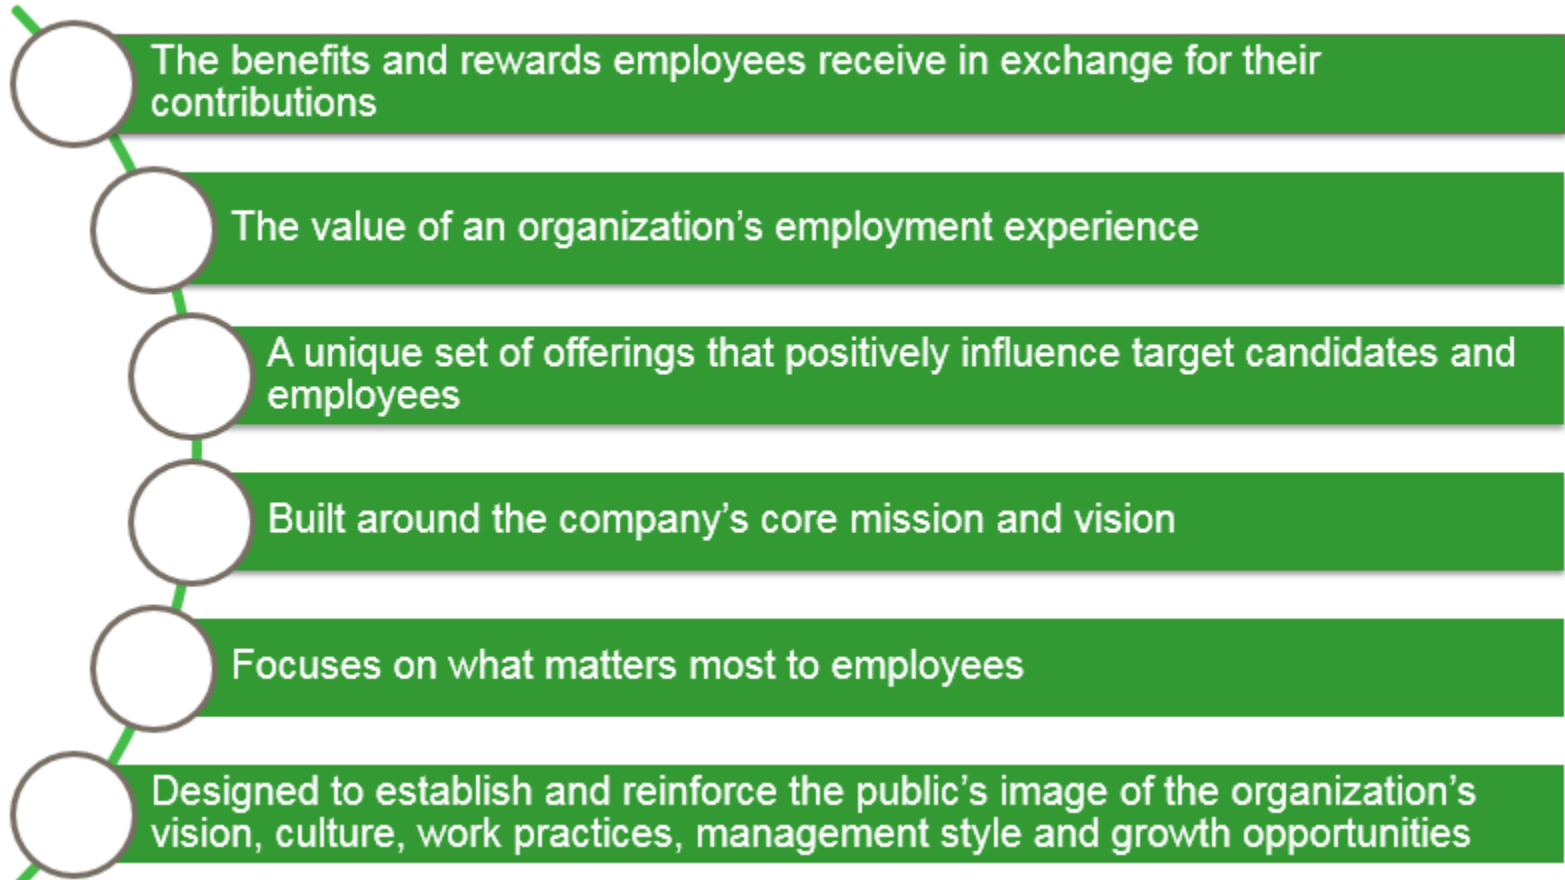 The benefits and rewards employees receive in exchange for their
contributions
The value of an organization’s employment experience
A unique set of offerings that positively influence target candidates and
employees
Built around the company’s core mission and vision
Focuses on what matters most to employees
Designed to establish and reinforce the public’s image of the organization’s
vision, culture, work practices, management style and growth opportunities